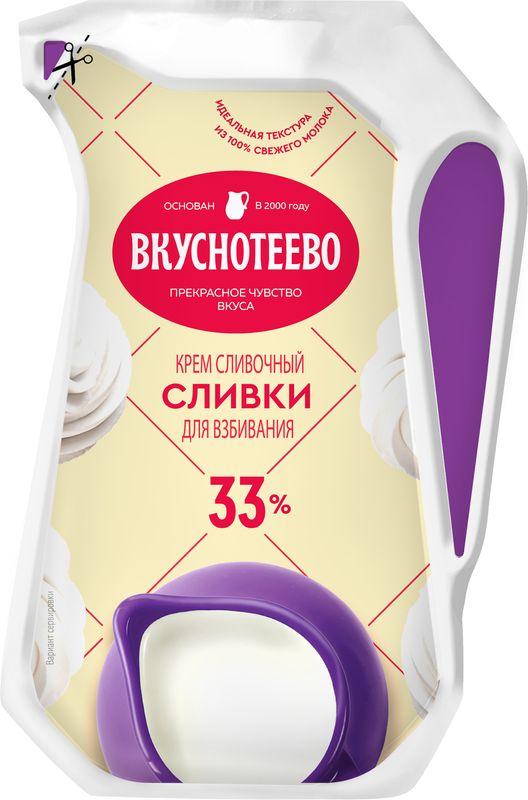 ИДЕАЛЬНАЯ ТЕКСТУРА
ИЗ 100% СВЕЖЕГО МОЛОКА
ОСНОВАН В 2000 году
ВКУСНОТЕЕВО
ПРЕКРАСНОЕ ЧУВСТВО
ВКУСА
КРЕМ СЛИВОЧНЫЙ
СЛИВКИ
ДЛЯ ВЗБИВАНИЯ
33%
Вариант сервировки